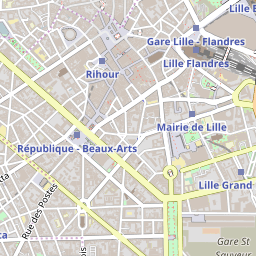 Lille E
Gare Lille - Flandres
Lille Flandres
Rihour
Mairie de Lille
République - Beaux-Arts
Lille Grand
Rue des Postes
Gare St
Sauveur